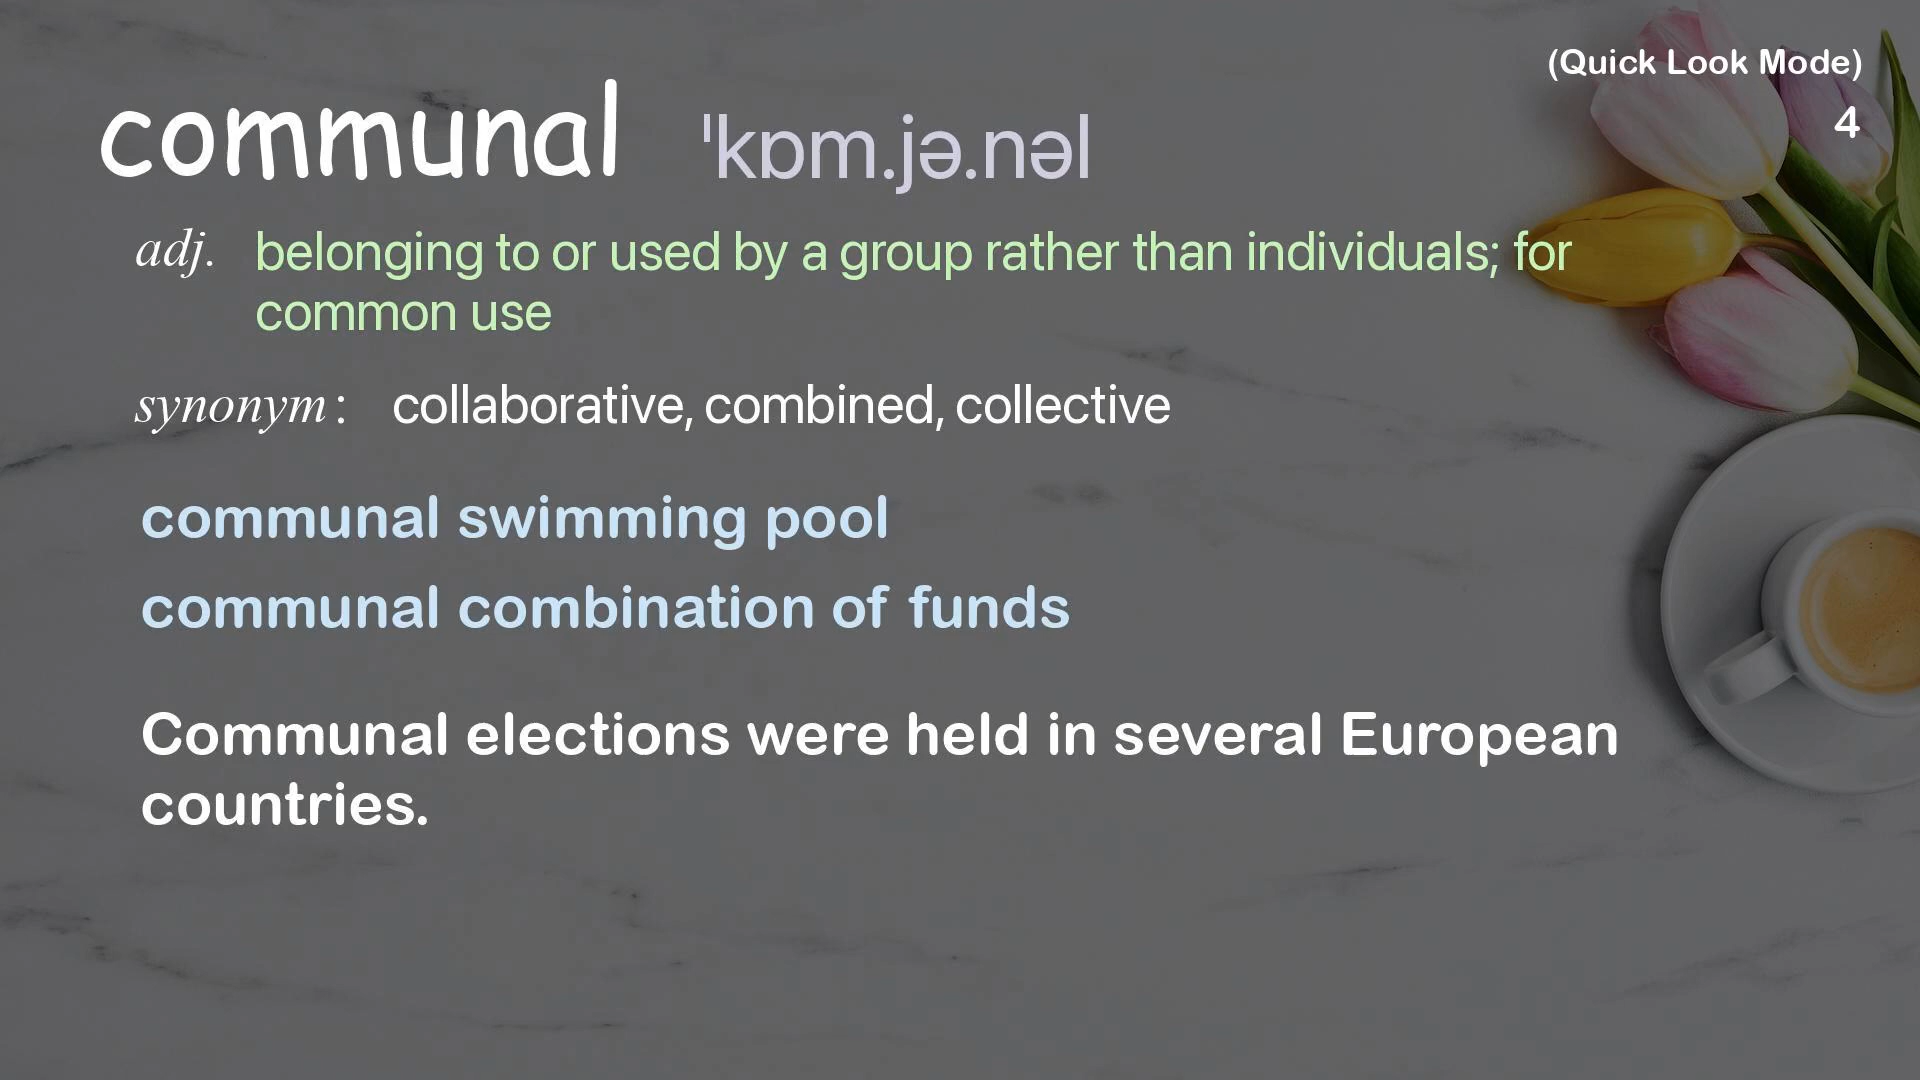 (Quick Look Mode)
4
communal ˈkɒm.jə.nəl
adj. belonging to or used by a group rather than individuals; for
common use
synonym : collaborative, combined, collective
communal swimming pool
communal combination of funds
Communal elections were held in several European
countries.